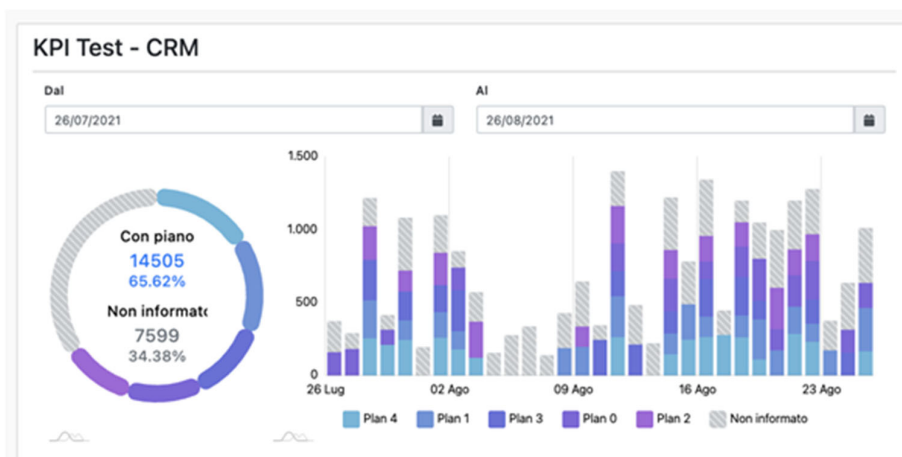 KPI Test - CRM
Dal
Al
26/07/2021
26/08/2021
Con piano
14505
65.62%
Non informato
7599
34.38%
1.500
1.000
500
0
26 Lug
02 Ago
09 Ago
16 Ago
23 Ago
Plan 4
Plan 1
Plan 3
Plan 0
Plan 2
Non informato